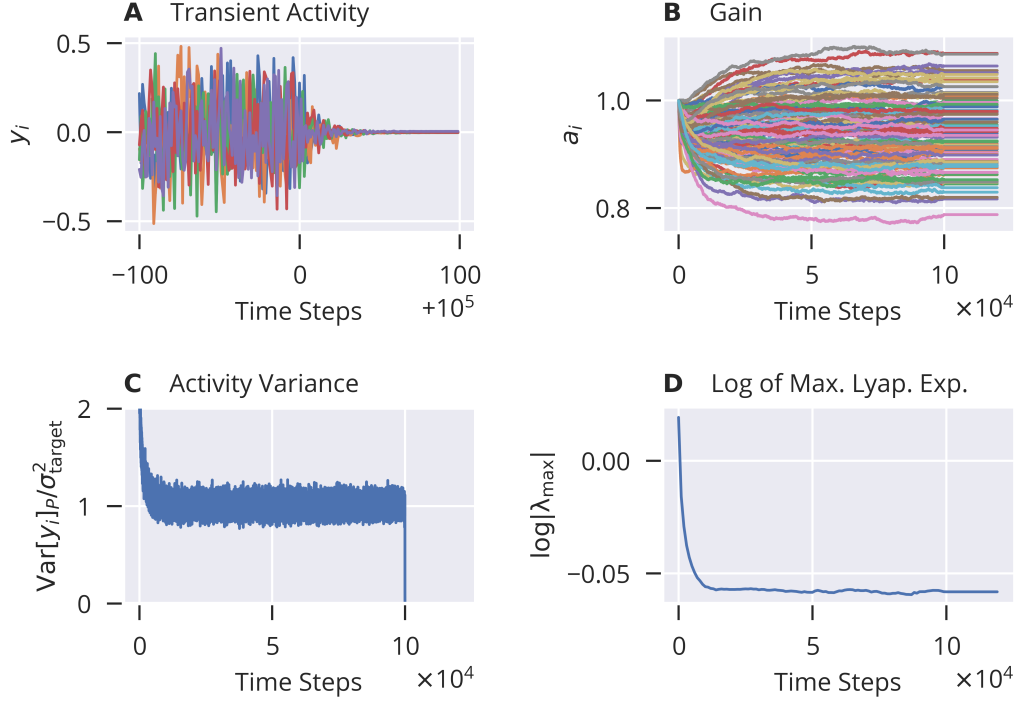 A Transient Activity
0.5
0.0
−0.5
y_i
−100 0 100
Time Steps +10^5
B Gain
1.0
0.8
a_i
0 5 10
Time Steps ×10^4
C Activity Variance
2
1
0
Var[y_i]_P/σ^2_target
0 5 10
Time Steps ×10^4
D Log of Max. Lyap. Exp.
0.00
−0.05
log|λ_max|
0 5 10
Time Steps ×10^4